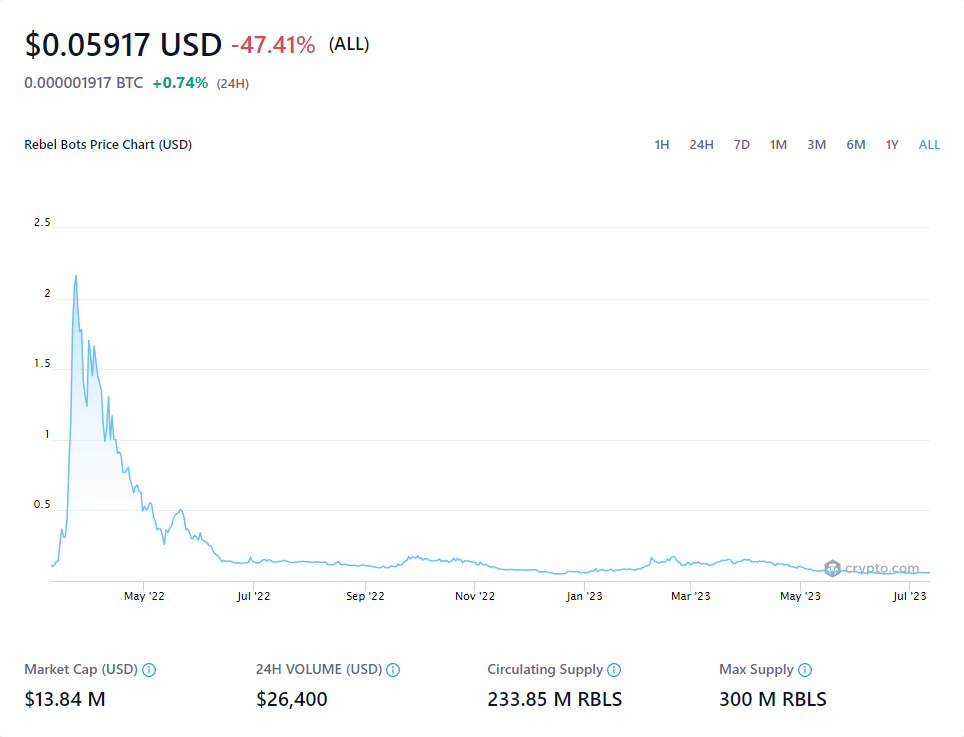 $0.05917 USD -47.41% (ALL)
0.000001917 BTC +0.74% (24H)
Rebel Bots Price Chart (USD) 1H 24H 7D 1M 3M 6M 1Y ALL
2.5
2
1.5
1
0.5
crypto.com
May '22 Jul '22 Sep '22 Nov '22 Jan '23 Mar '23 May '23 Jul '23
Market Cap (USD) 24H VOLUME (USD) Circulating Supply Max Supply
$13.84 M $26,400 233.85 M RBLS 300 M RBLS